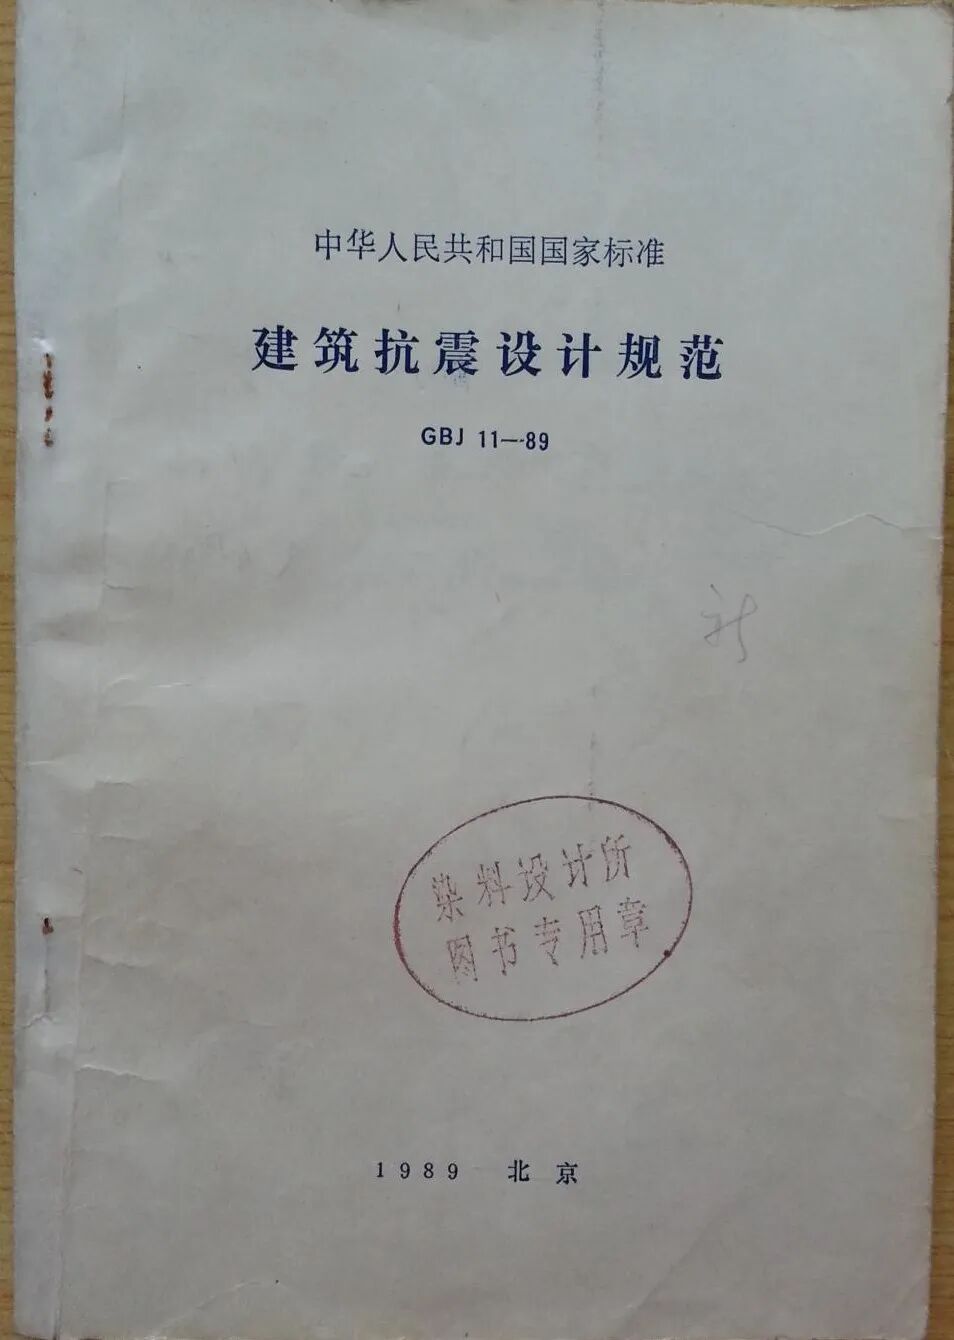 中华人民共和国国家标准
建筑抗震设计规范
GBJ 11—89
新
染料设计所
图书专用章
1989 北京